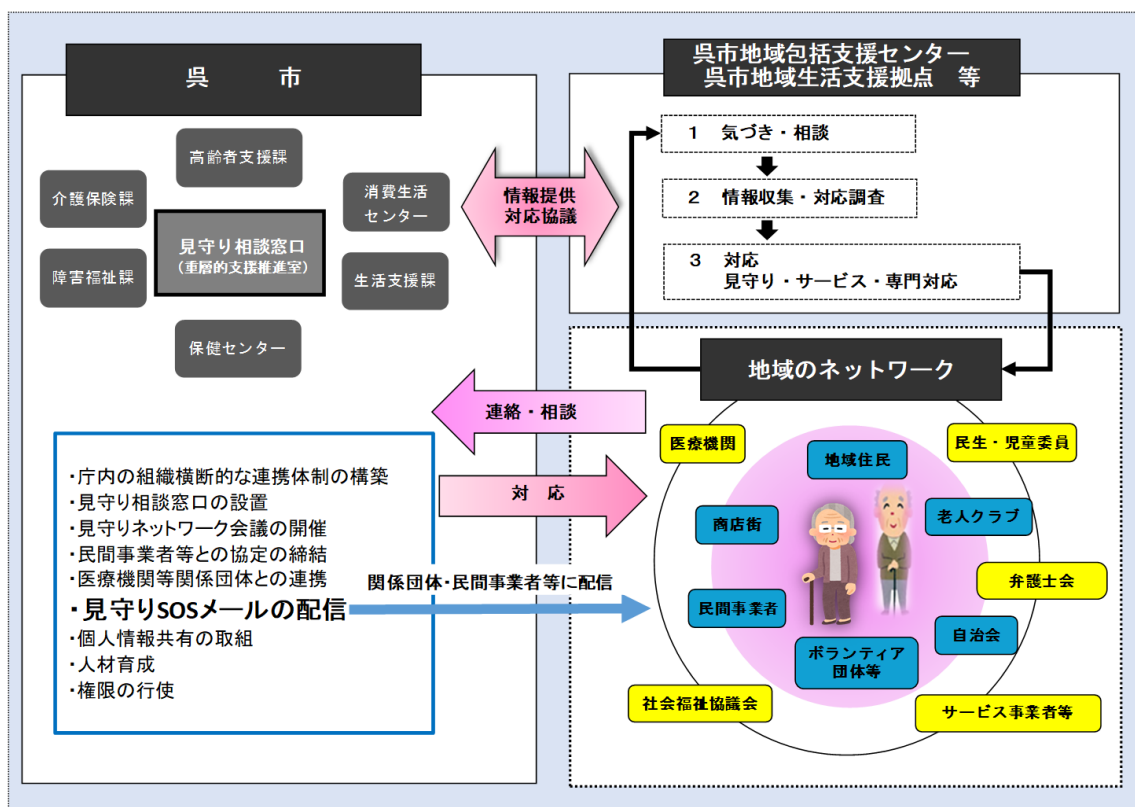 呉　市
高齢者支援課
介護保険課
消費生活
センター
見守り相談窓口
（重層的支援推進室）
障害福祉課
生活支援課
保健センター
情報提供
対応協議
呉市地域包括支援センター
呉市地域生活支援拠点　等
1　気づき・相談
2　情報収集・対応調査
3　対応
見守り・サービス・専門対応
連絡・相談
対　応
・庁内の組織横断的な連携体制の構築
・見守り相談窓口の設置
・見守りネットワーク会議の開催
・民間事業者等との協定の締結
・医療機関等関係団体との連携
・見守りSOSメールの配信
・個人情報共有の取組
・人材育成
・権限の行使
関係団体・民間事業者等に配信
地域のネットワーク
医療機関
民生・児童委員
地域住民
商店街
老人クラブ
弁護士会
民間事業者
自治会
ボランティア
団体等
社会福祉協議会
サービス事業者等